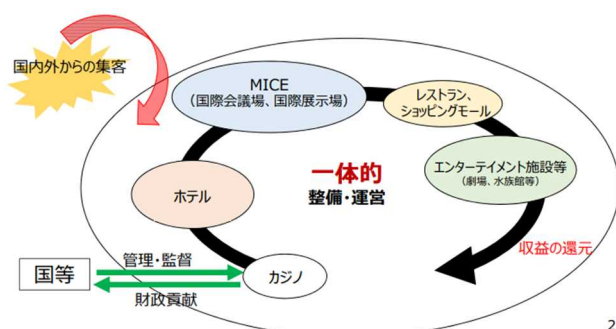 国内外からの集客
MICE
（国際会議場、国際展示場）
レストラン、
ショッピングモール
エンターテイメント施設等
（劇場、水族館等）
一体的
整備・運営
ホテル
収益の還元
管理・監督
国等
カジノ
財政貢献
2